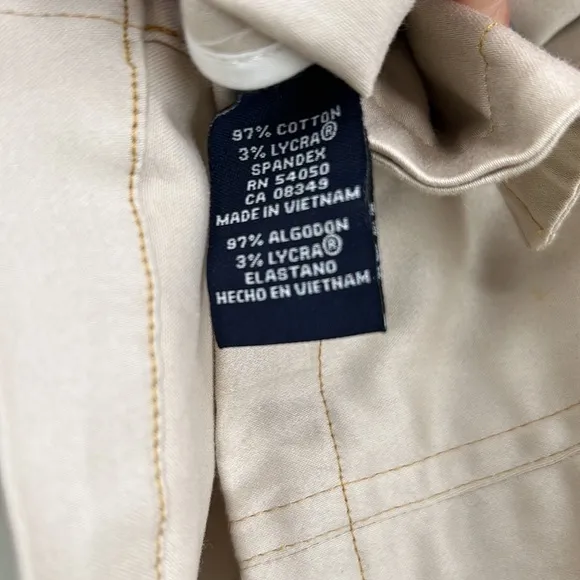 97% COTTON
3% LYCRA®
SPANDEX
RN 54050
CA 08349
MADE IN VIETNAM
97% ALGODON
3% LYCRA®
ELASTANO
HECHO EN VIETNAM